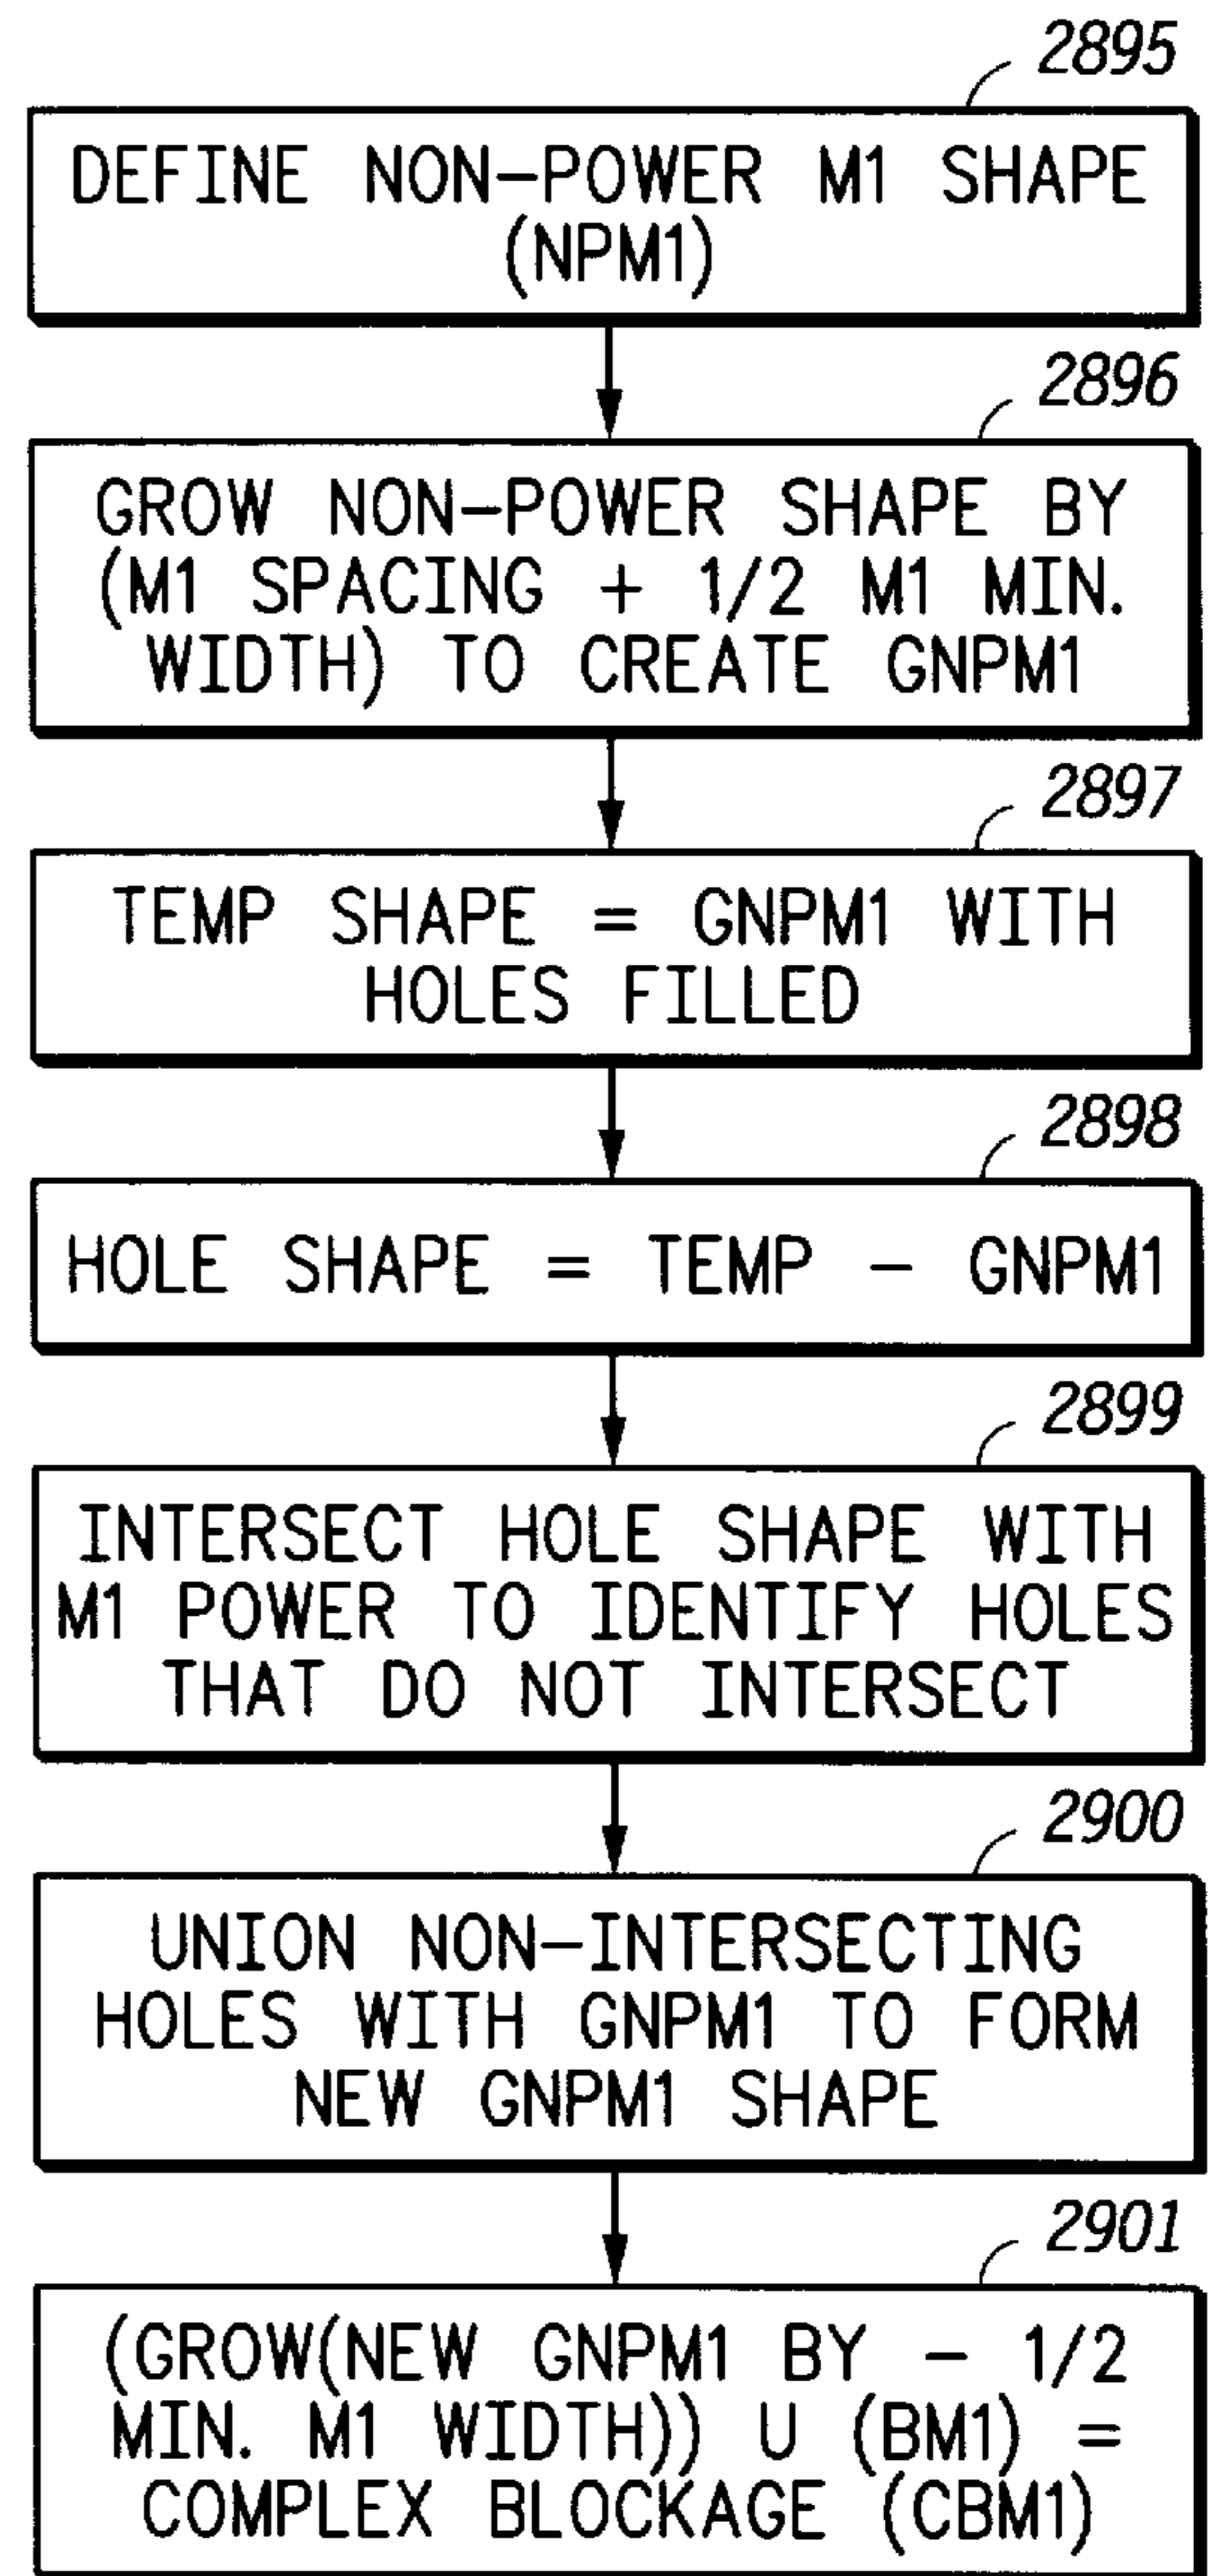 2895
DEFINE NON-POWER M1 SHAPE
(NPM1)
2896
GROW NON-POWER SHAPE BY
(M1 SPACING + 1/2 M1 MIN.
WIDTH) TO CREATE GNPM1
2897
TEMP SHAPE = GNPM1 WITH
HOLES FILLED
2898
HOLE SHAPE = TEMP - GNPM1
2899
INTERSECT HOLE SHAPE WITH
M1 POWER TO IDENTIFY HOLES
THAT DO NOT INTERSECT
2900
UNION NON-INTERSECTING
HOLES WITH GNPM1 TO FORM
NEW GNPM1 SHAPE
2901
(GROW(NEW GNPM1 BY - 1/2
MIN. M1 WIDTH)) U (BM1) =
COMPLEX BLOCKAGE (CBM1)